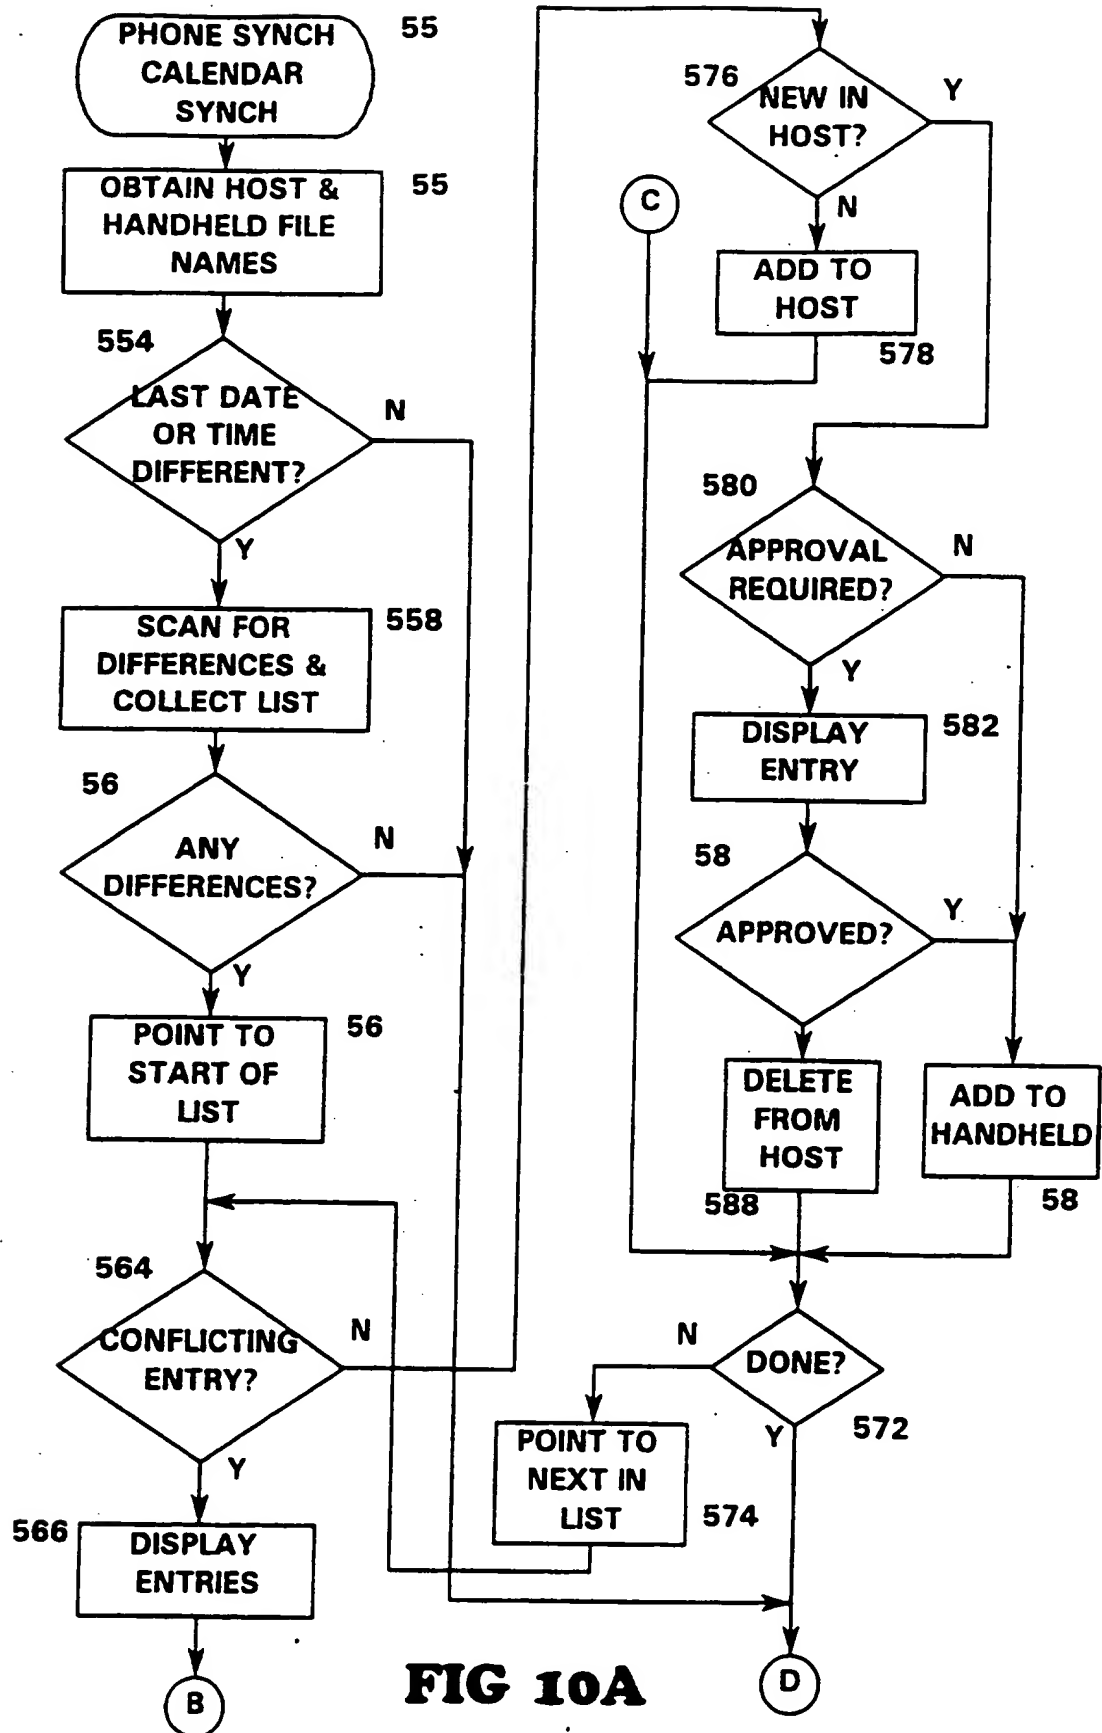 PHONE SYNCH
CALENDAR
SYNCH
55
OBTAIN HOST &
HANDHELD FILE
NAMES
55
554
LAST DATE
OR TIME
DIFFERENT?
N
Y
SCAN FOR
DIFFERENCES &
COLLECT LIST
558
56
ANY
DIFFERENCES?
N
Y
POINT TO
START OF
LIST
56
564
CONFLICTING
ENTRY?
N
Y
566
DISPLAY
ENTRIES
B
576
NEW IN
HOST?
Y
N
C
ADD TO
HOST
578
580
APPROVAL
REQUIRED?
N
Y
DISPLAY
ENTRY
582
58
APPROVED?
Y
DELETE
FROM
HOST
588
ADD TO
HANDHELD
58
DONE?
N
Y
572
POINT TO
NEXT IN
LIST
574
D
FIG 10A